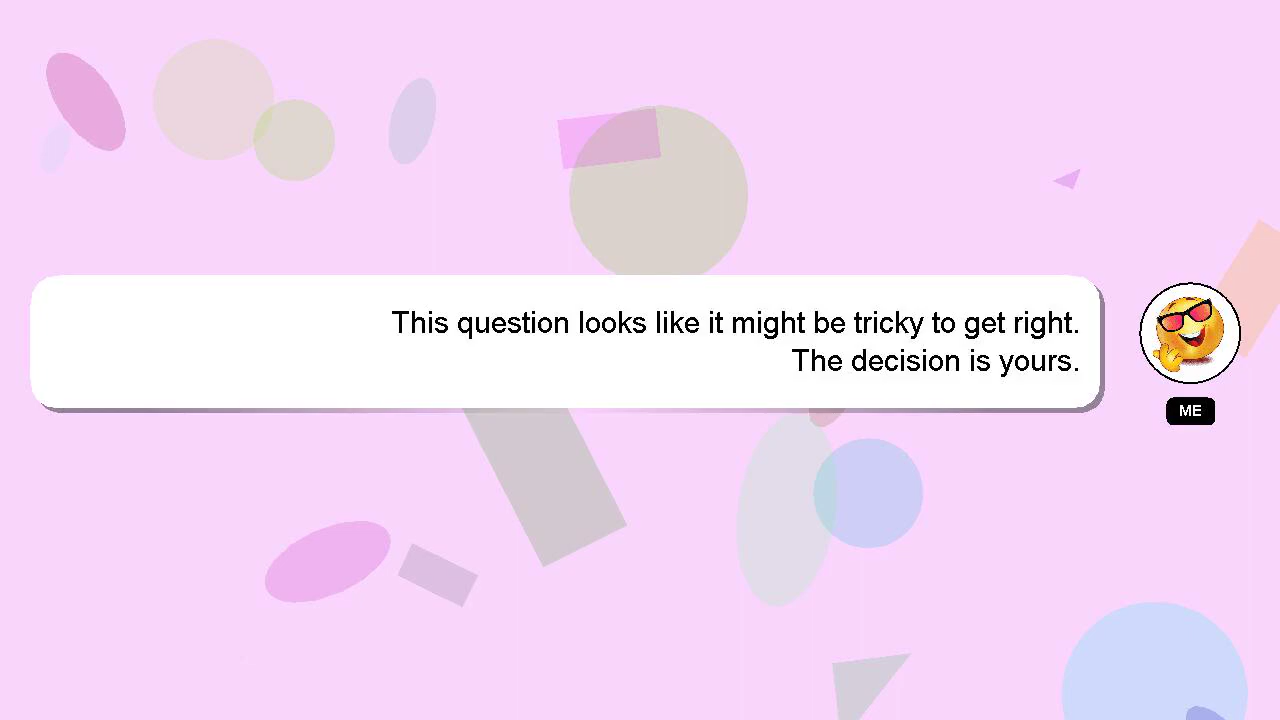 This question looks like it might be tricky to get right.
The decision is yours.
ME